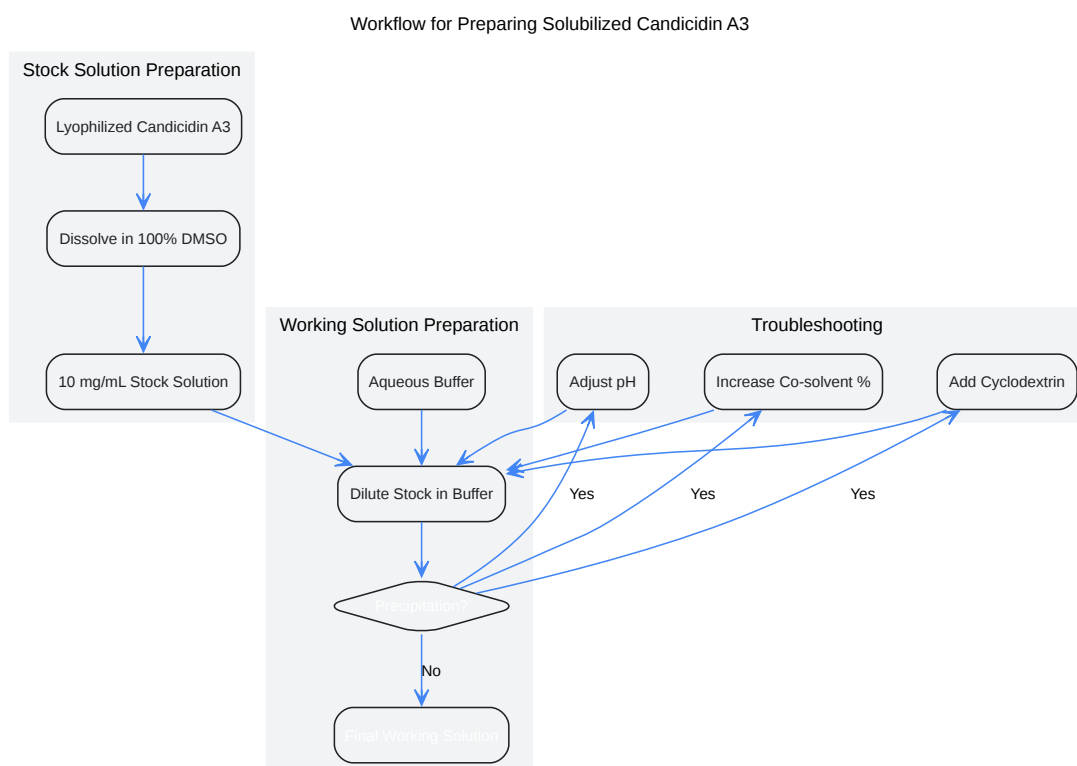 Workflow for Preparing Solubilized Candicidin A3
Stock Solution Preparation
Lyophilized Candicidin A3
Dissolve in 100% DMSO
10 mg/mL Stock Solution
Working Solution Preparation
Aqueous Buffer
Dilute Stock in Buffer
Precipitation?
No
Final Working Solution
Troubleshooting
Adjust pH
Increase Co-solvent %
Add Cyclodextrin
Yes
Yes
Yes